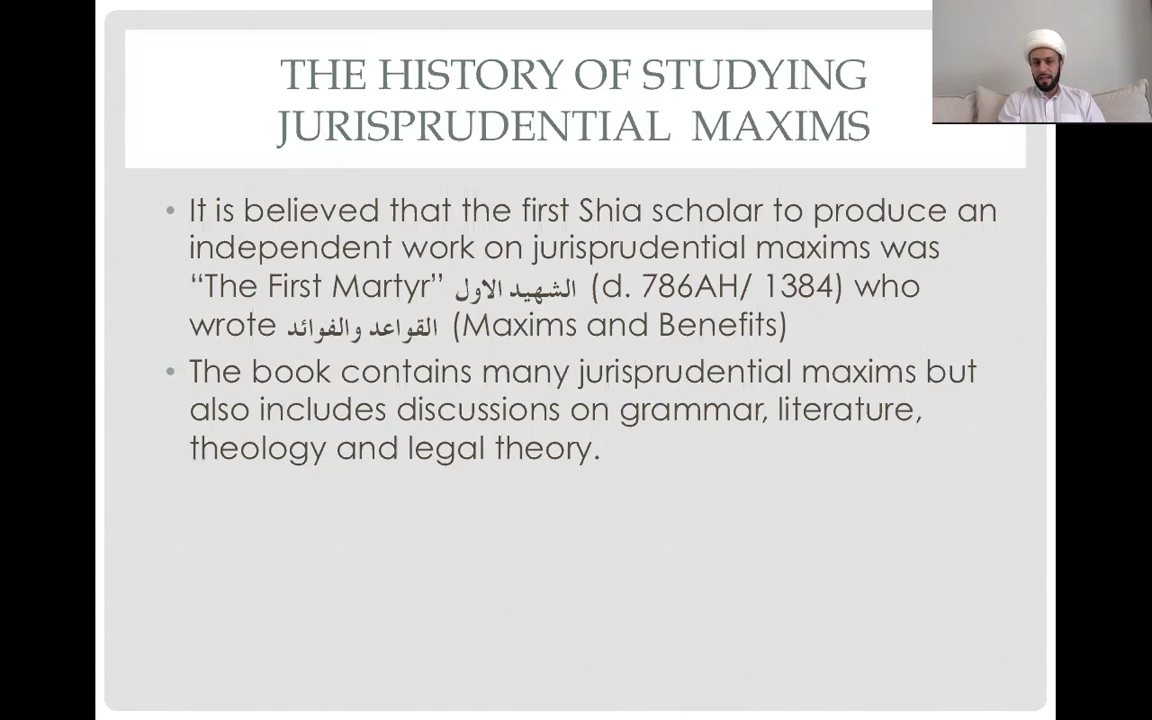 THE HISTORY OF STUDYING
JURISPRUDENTIAL MAXIMS
• It is believed that the first Shia scholar to produce an
independent work on jurisprudential maxims was
“The First Martyr” الشهيد الاول (d. 786AH/ 1384) who
wrote القواعد والفوائد (Maxims and Benefits)
• The book contains many jurisprudential maxims but
also includes discussions on grammar, literature,
theology and legal theory.